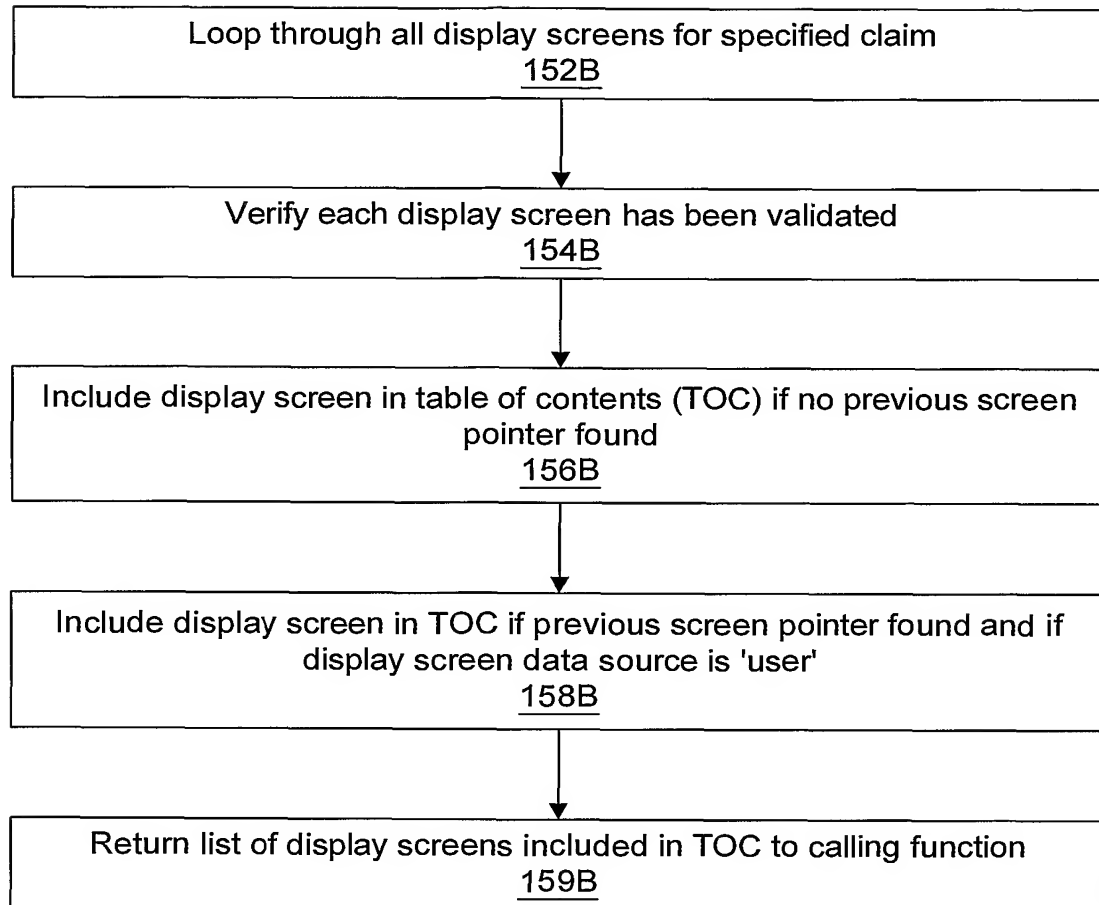 Loop through all display screens for specified claim
152B
Verify each display screen has been validated
154B
Include display screen in table of contents (TOC) if no previous screen
pointer found
156B
Include display screen in TOC if previous screen pointer found and if
display screen data source is 'user'
158B
Return list of display screens included in TOC to calling function
159B